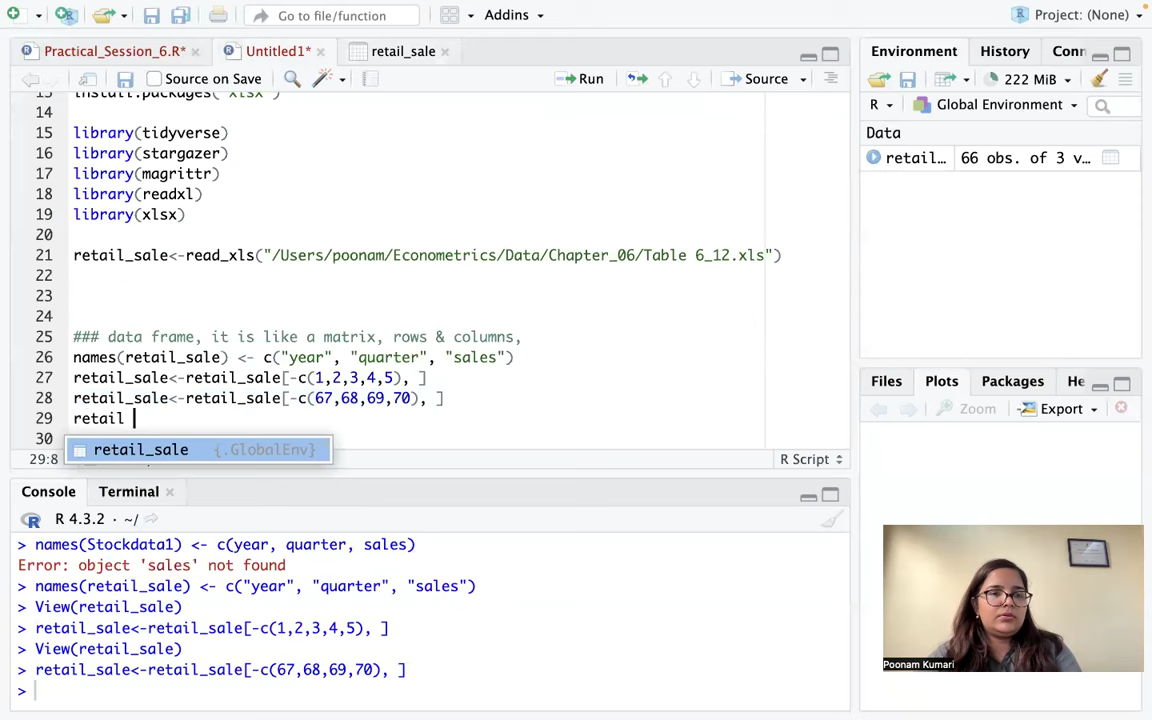 Go to file/function
Addins
Project: (None)
Practical_Session_6.R*
Untitled1*
retail_sale
Source on Save
Run
Source
13 install.packages("xlsx")
14
15 library(tidyverse)
16 library(stargazer)
17 library(magrittr)
18 library(readxl)
19 library(xlsx)
20
21 retail_sale<-read_xls("/Users/poonam/Econometrics/Data/Chapter_06/Table 6_12.xls")
22
23
24
25 ### data frame, it is like a matrix, rows & columns,
26 names(retail_sale) <- c("year", "quarter", "sales")
27 retail_sale<-retail_sale[-c(1,2,3,4,5), ]
28 retail_sale<-retail_sale[-c(67,68,69,70), ]
29 retail
30
retail_sale {.GlobalEnv}
29:8
R Script
Console
Terminal
R 4.3.2 · ~/
> names(Stockdata1) <- c(year, quarter, sales)
Error: object 'sales' not found
> names(retail_sale) <- c("year", "quarter", "sales")
> View(retail_sale)
> retail_sale<-retail_sale[-c(1,2,3,4,5), ]
> View(retail_sale)
> retail_sale<-retail_sale[-c(67,68,69,70), ]
>
Environment
History
Conn
222 MiB
R
Global Environment
Data
retail… 66 obs. of 3 v…
Files
Plots
Packages
He
Zoom
Export
Poonam Kumari